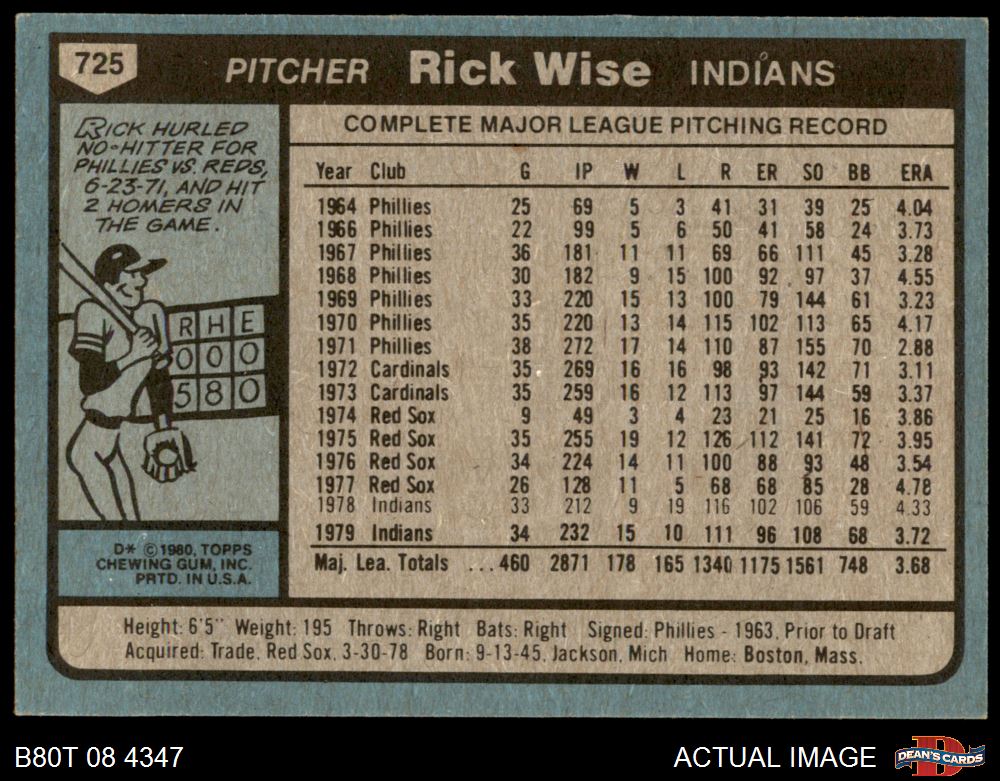 725 PITCHER Rick Wise INDIANS
RICK HURLED
NO-HITTER FOR
PHILLIES VS. REDS,
6-23-71, AND HIT
2 HOMERS IN
THE GAME.
R H E
0 0 0
5 8 0
D* © 1980, TOPPS
CHEWING GUM, INC.
PRTD. IN U.S.A.
COMPLETE MAJOR LEAGUE PITCHING RECORD
Year Club G IP W L R ER SO BB ERA
1964 Phillies 25 69 5 3 41 31 39 25 4.04
1966 Phillies 22 99 5 6 50 41 58 24 3.73
1967 Phillies 36 181 11 11 69 66 111 45 3.28
1968 Phillies 30 182 9 15 100 92 97 37 4.55
1969 Phillies 33 220 15 13 100 79 144 61 3.23
1970 Phillies 35 220 13 14 115 102 113 65 4.17
1971 Phillies 38 272 17 14 110 87 155 70 2.88
1972 Cardinals 35 269 16 16 98 93 142 71 3.11
1973 Cardinals 35 259 16 12 113 97 144 59 3.37
1974 Red Sox 9 49 3 4 23 21 25 16 3.86
1975 Red Sox 35 255 19 12 126 112 141 72 3.95
1976 Red Sox 34 224 14 11 100 88 93 48 3.54
1977 Red Sox 26 128 11 5 68 68 85 28 4.78
1978 Indians 33 212 9 19 116 102 106 59 4.33
1979 Indians 34 232 15 10 111 96 108 68 3.72
Maj. Lea. Totals ...460 2871 178 165 1340 1175 1561 748 3.68
Height: 6'5" Weight: 195 Throws: Right Bats: Right Signed: Phillies - 1963, Prior to Draft
Acquired: Trade, Red Sox, 3-30-78 Born: 9-13-45, Jackson, Mich Home: Boston, Mass.
B80T 08 4347 ACTUAL IMAGE D DEAN'S CARDS